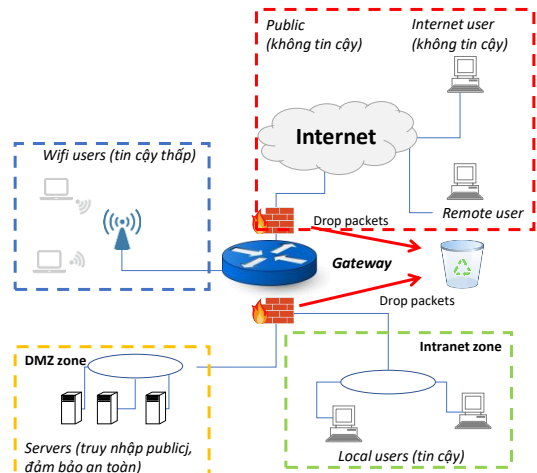 Public
(không tin cậy)
Internet user
(không tin cậy)
Internet
Wifi users (tin cậy thấp)
Remote user
Drop packets
Gateway
Drop packets
DMZ zone
Intranet zone
Servers (truy nhập publicj,
đảm bảo an toàn)
Local users (tin cậy)